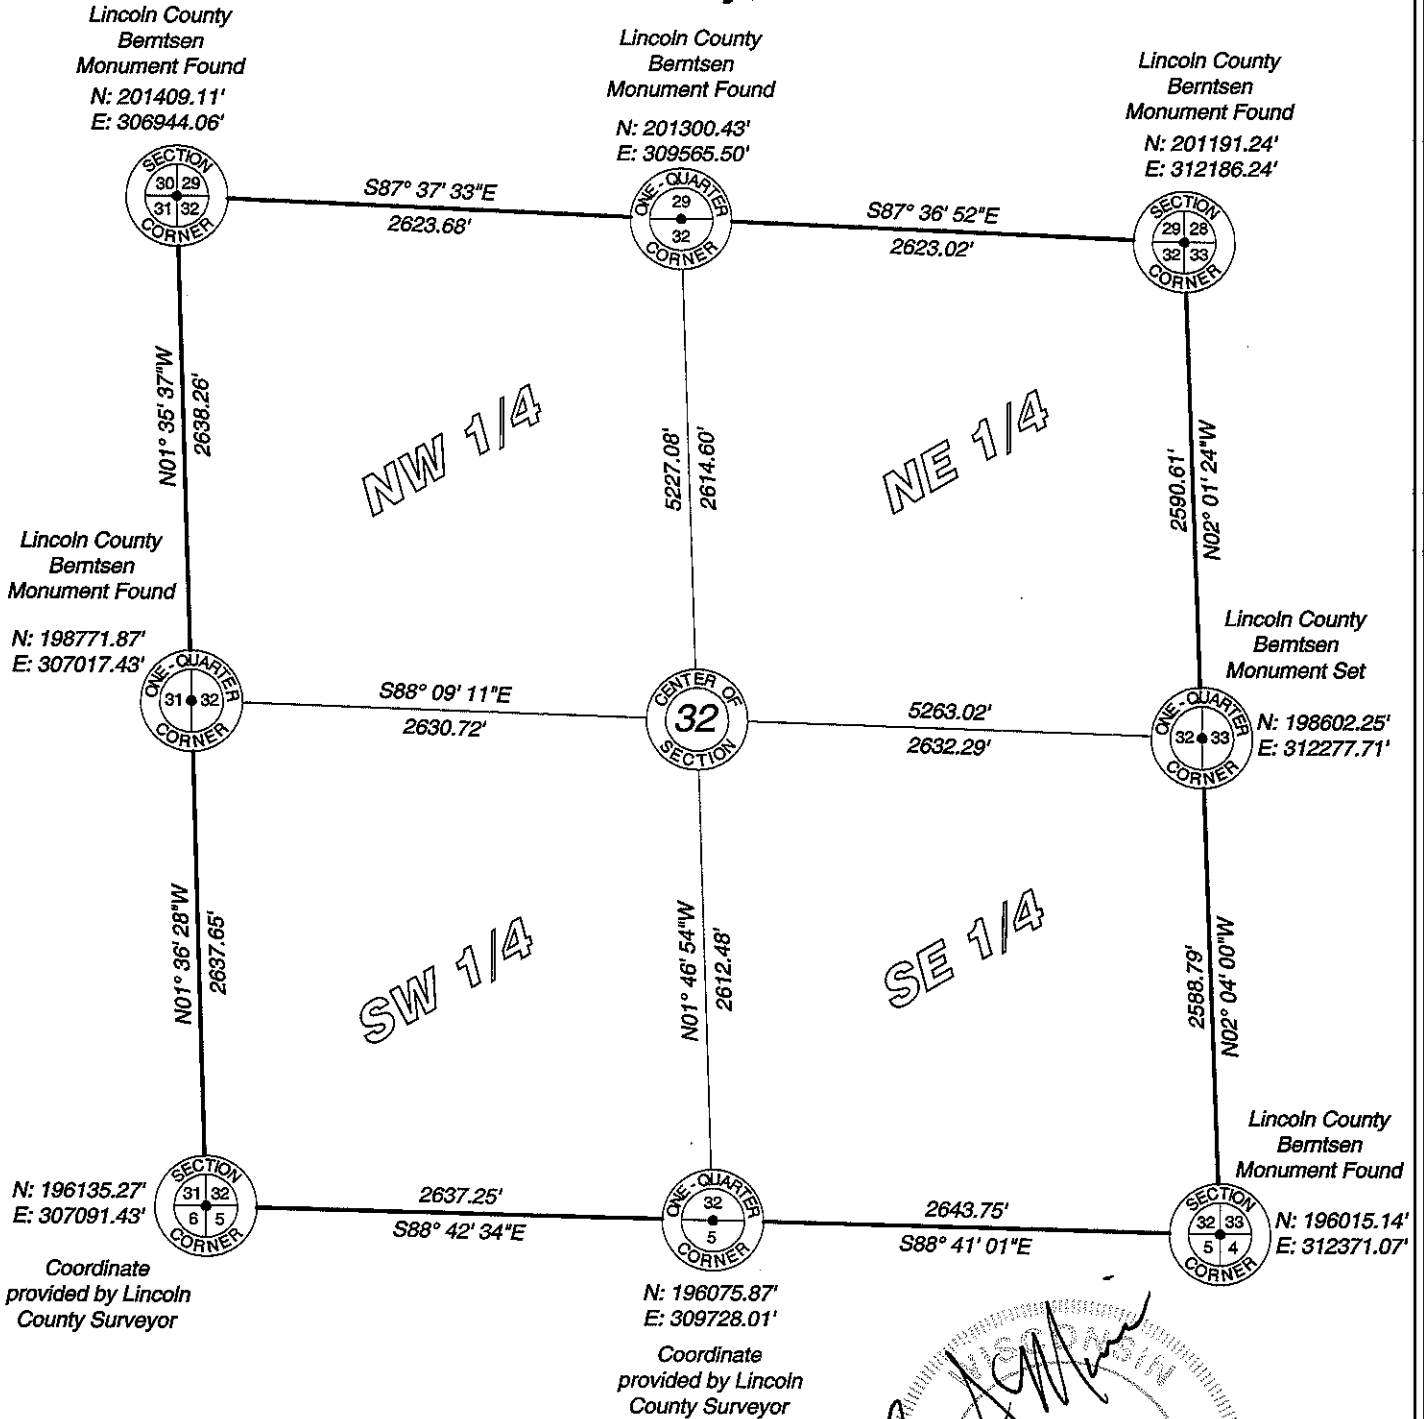 Lincoln County
Berntsen
Monument Found
N: 201409.11'
E: 306944.06'
Lincoln County
Berntsen
Monument Found
N: 201300.43'
E: 309565.50'
Lincoln County
Berntsen
Monument Found
N: 201191.24'
E: 312186.24'
SECTION
30 29
31 32
CORNER
S87° 37' 33"E
2623.68'
ONE-QUARTER
29
32
CORNER
S87° 36' 52"E
2623.02'
SECTION
29 28
32 33
CORNER
N01° 35' 37"W
2638.26'
NW 1/4
5227.08'
2614.60'
NE 1/4
2590.61'
N02° 01' 24"W
Lincoln County
Berntsen
Monument Found
N: 198771.87'
E: 307017.43'
ONE-QUARTER
31 32
CORNER
S88° 09' 11"E
2630.72'
CENTER OF
32
SECTION
5263.02'
2632.29'
Lincoln County
Berntsen
Monument Set
ONE-QUARTER
32 33
CORNER
N: 198602.25'
E: 312277.71'
N01° 36' 28"W
2637.65'
SW 1/4
N01° 46' 54"W
2612.48'
SE 1/4
2588.79'
N02° 04' 00"W
N: 196135.27'
E: 307091.43'
SECTION
31 32
6 5
CORNER
Coordinate
provided by Lincoln
County Surveyor
2637.25'
S88° 42' 34"E
ONE-QUARTER
32
5
CORNER
N: 196075.87'
E: 309728.01'
Coordinate
provided by Lincoln
County Surveyor
2643.75'
S88° 41' 01"E
Lincoln County
Berntsen
Monument Found
SECTION
32 33
5 4
CORNER
N: 196015.14'
E: 312371.07'
WISCONSIN